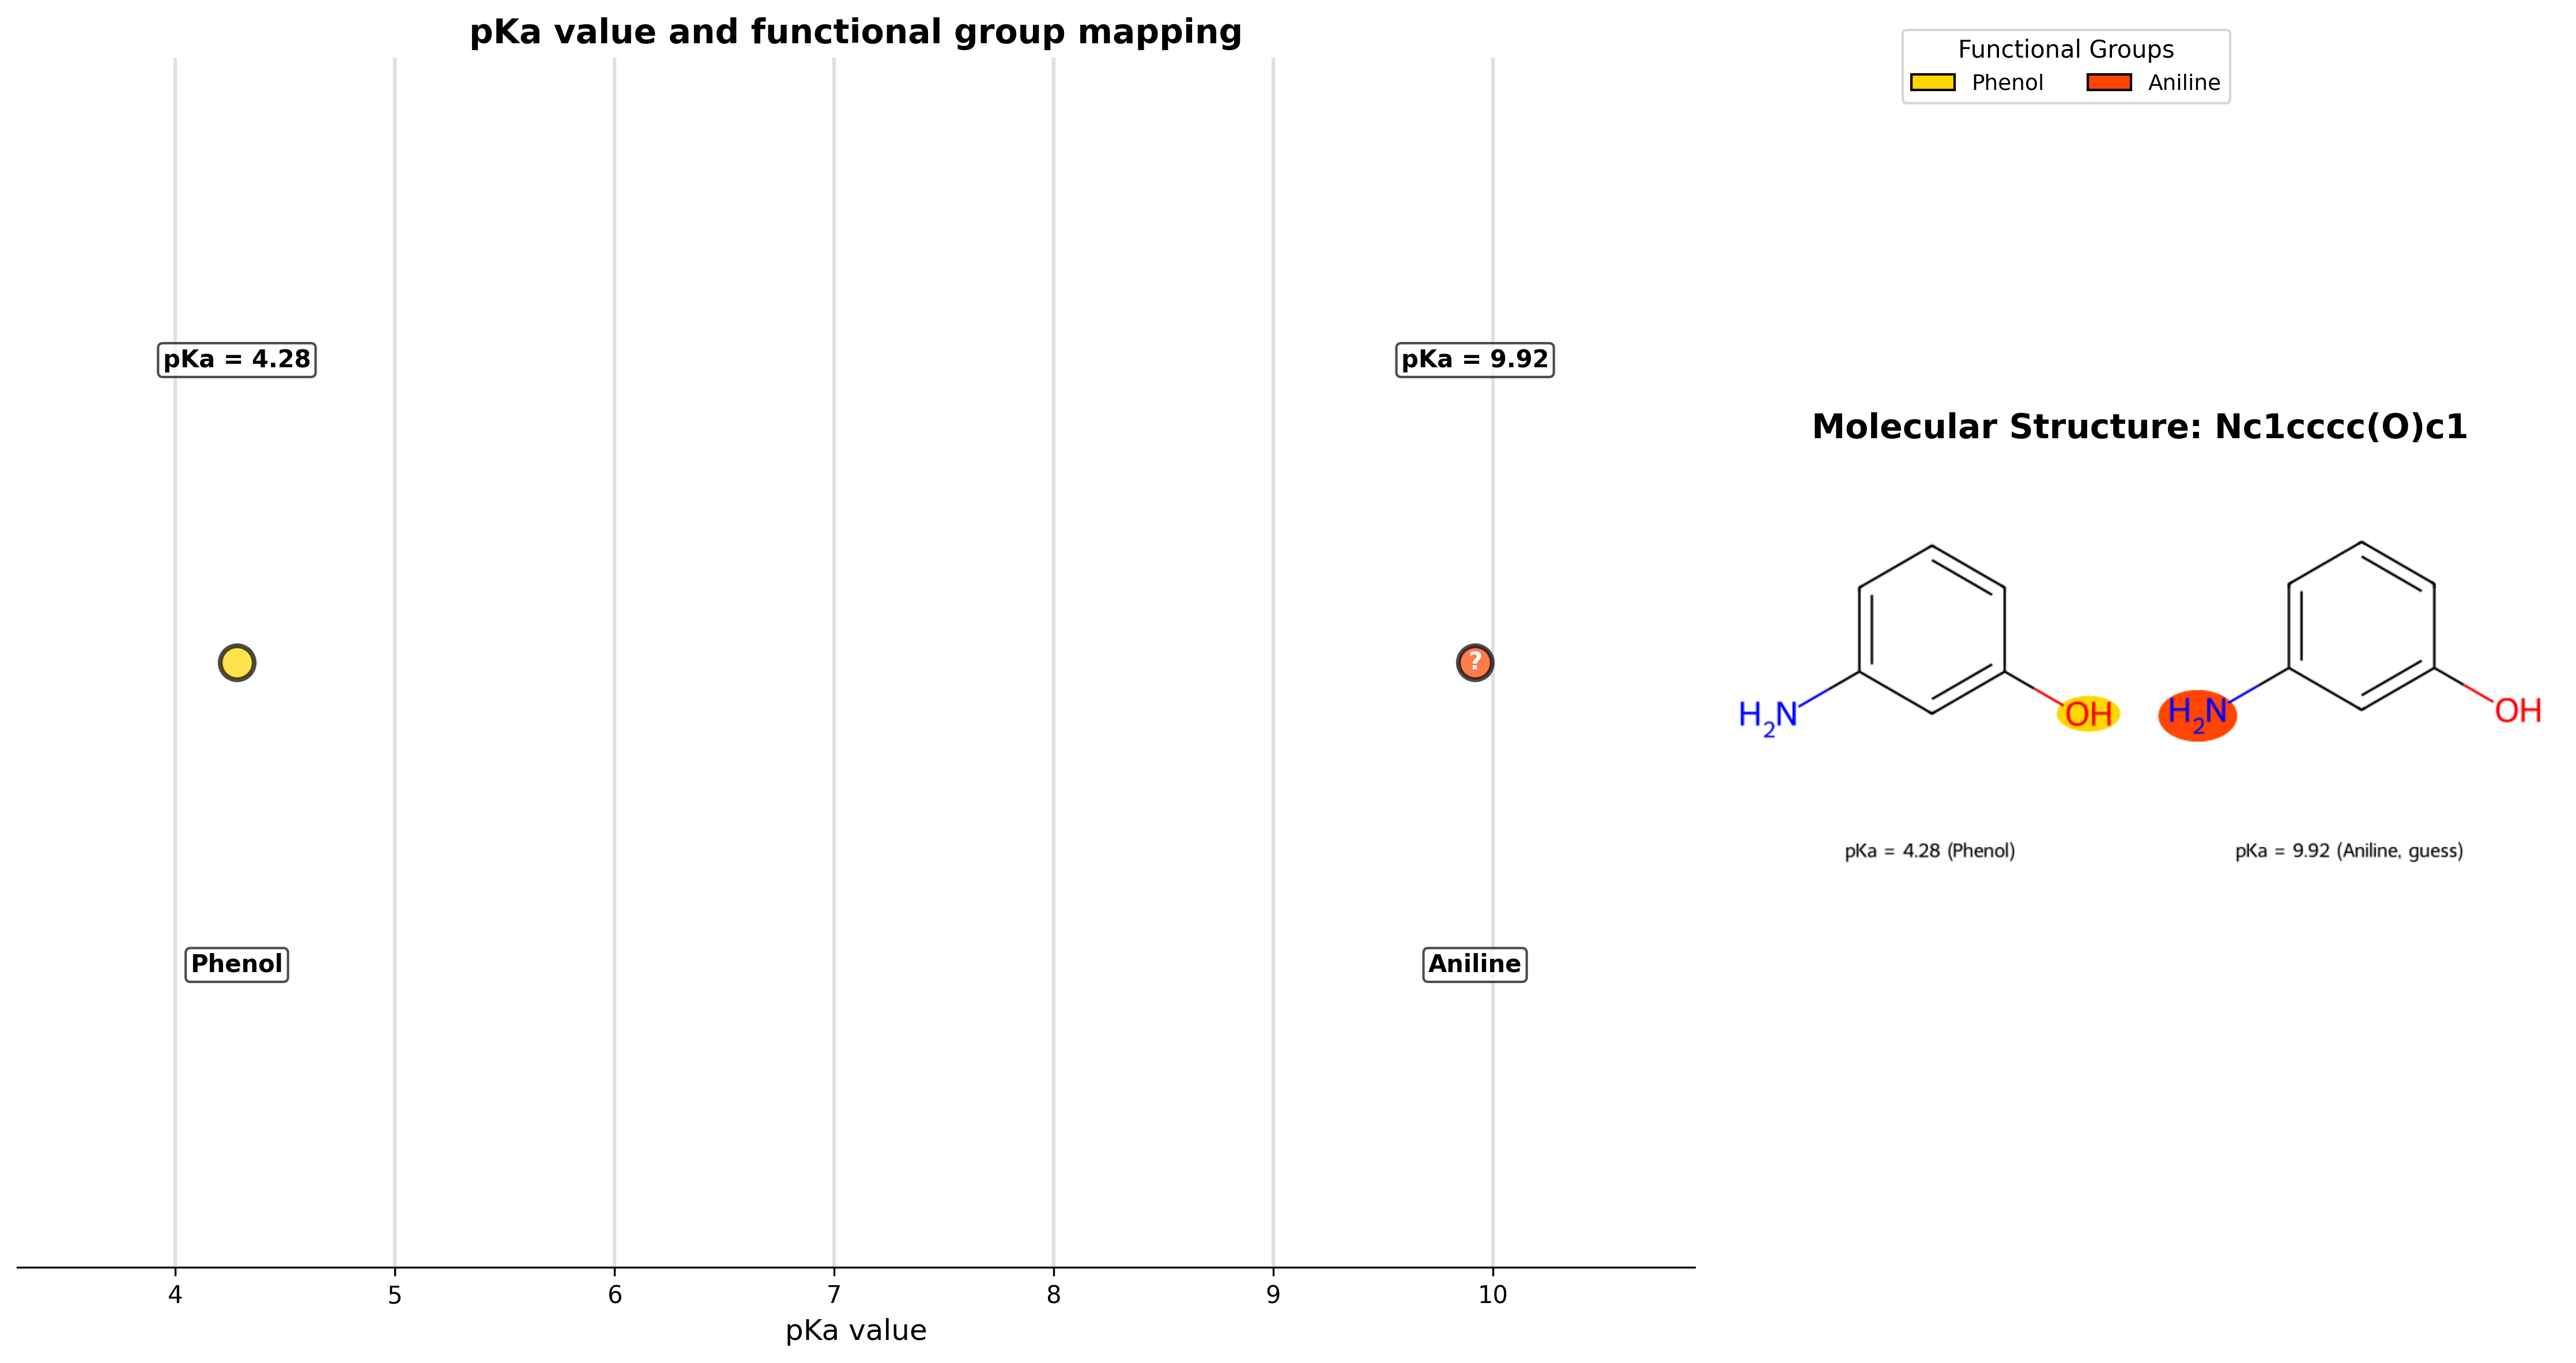 pKa value and functional group mapping
Functional Groups
Phenol
Aniline
pKa = 4.28
pKa = 9.92
?
Phenol
Aniline
4 5 6 7 8 9 10
pKa value
Molecular Structure: Nc1cccc(O)c1
H2N
OH
H2N
OH
pKa = 4.28 (Phenol)
pKa = 9.92 (Aniline, guess)